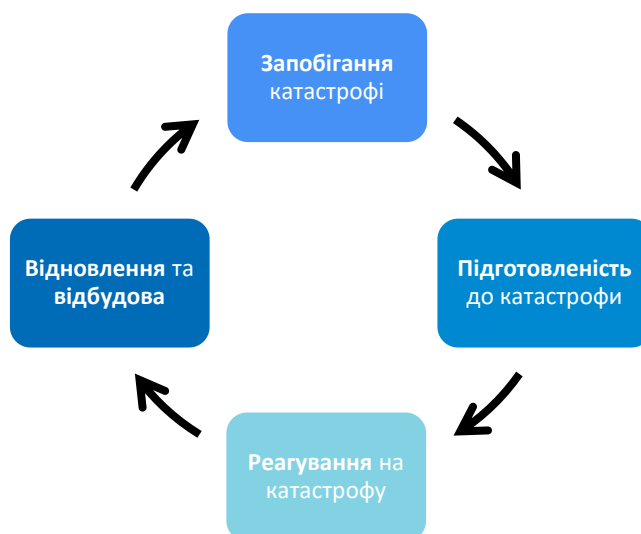 Запобігання
катастрофі
Підготовленість
до катастрофи
Реагування на
катастрофу
Відновлення та
відбудова